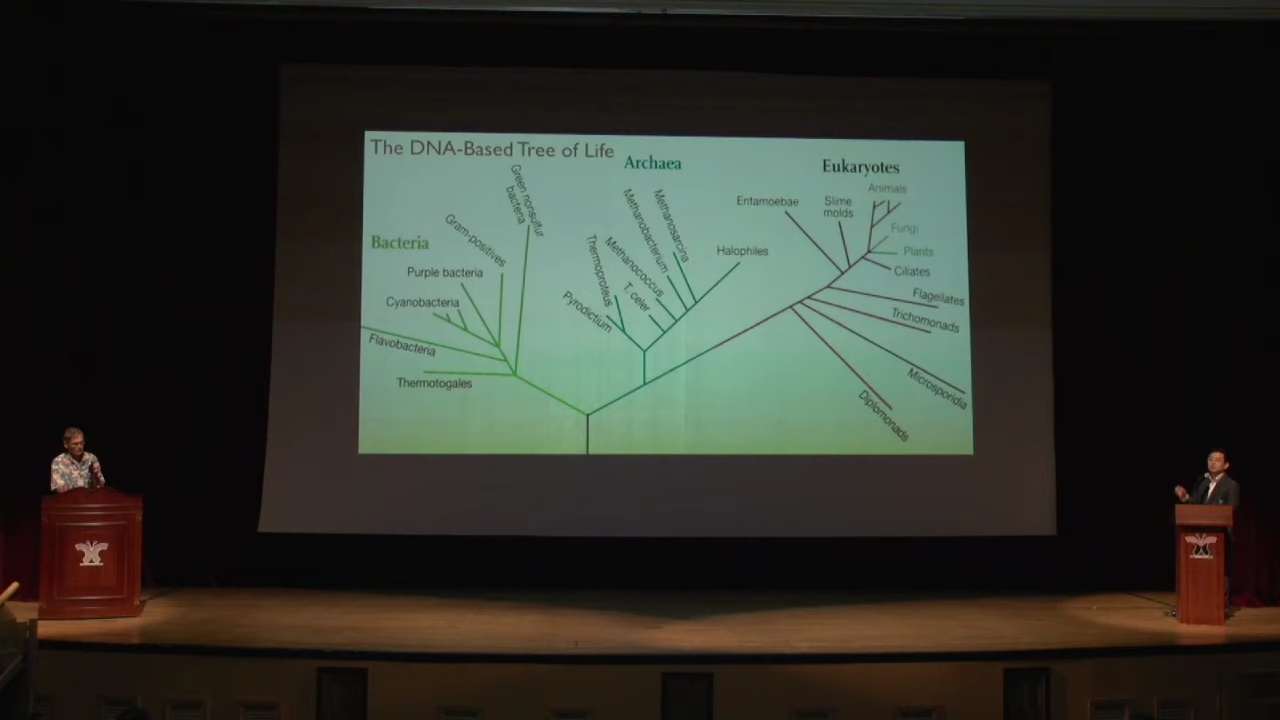 The DNA-Based Tree of Life
Bacteria
Thermotogales
Flavobacteria
Cyanobacteria
Purple bacteria
Gram-positives
Green nonsulfur
bacteria
Archaea
Pyrodictium
Thermoproteus
T. celer
Methanococcus
Methanobacterium
Methanosarcina
Halophiles
Eukaryotes
Entamoebae
Slime
molds
Animals
Fungi
Plants
Ciliates
Flagellates
Trichomonads
Microsporidia
Diplomonads